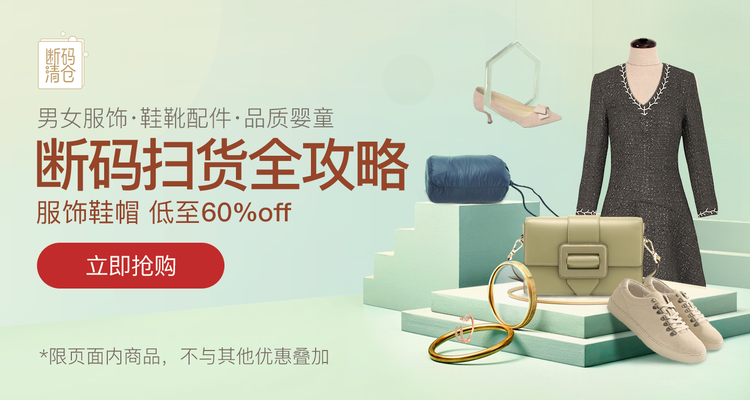 断码
清仓
男女服饰·鞋靴配件·品质婴童
断码扫货全攻略
服饰鞋帽 低至60%off
立即抢购
*限页面内商品，不与其他优惠叠加